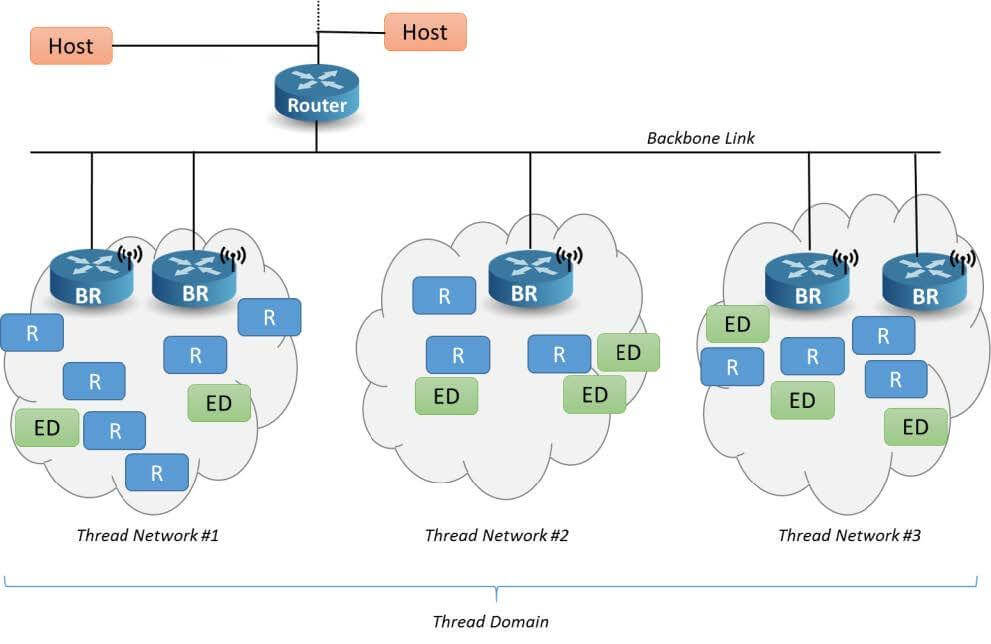 Host
Host
Router
Backbone Link
BR
BR
R
R
R
R
ED
ED
R
R
BR
R
R
R
ED
ED
ED
BR
BR
ED
R
R
R
R
ED
ED
Thread Network #1
Thread Network #2
Thread Network #3
Thread Domain